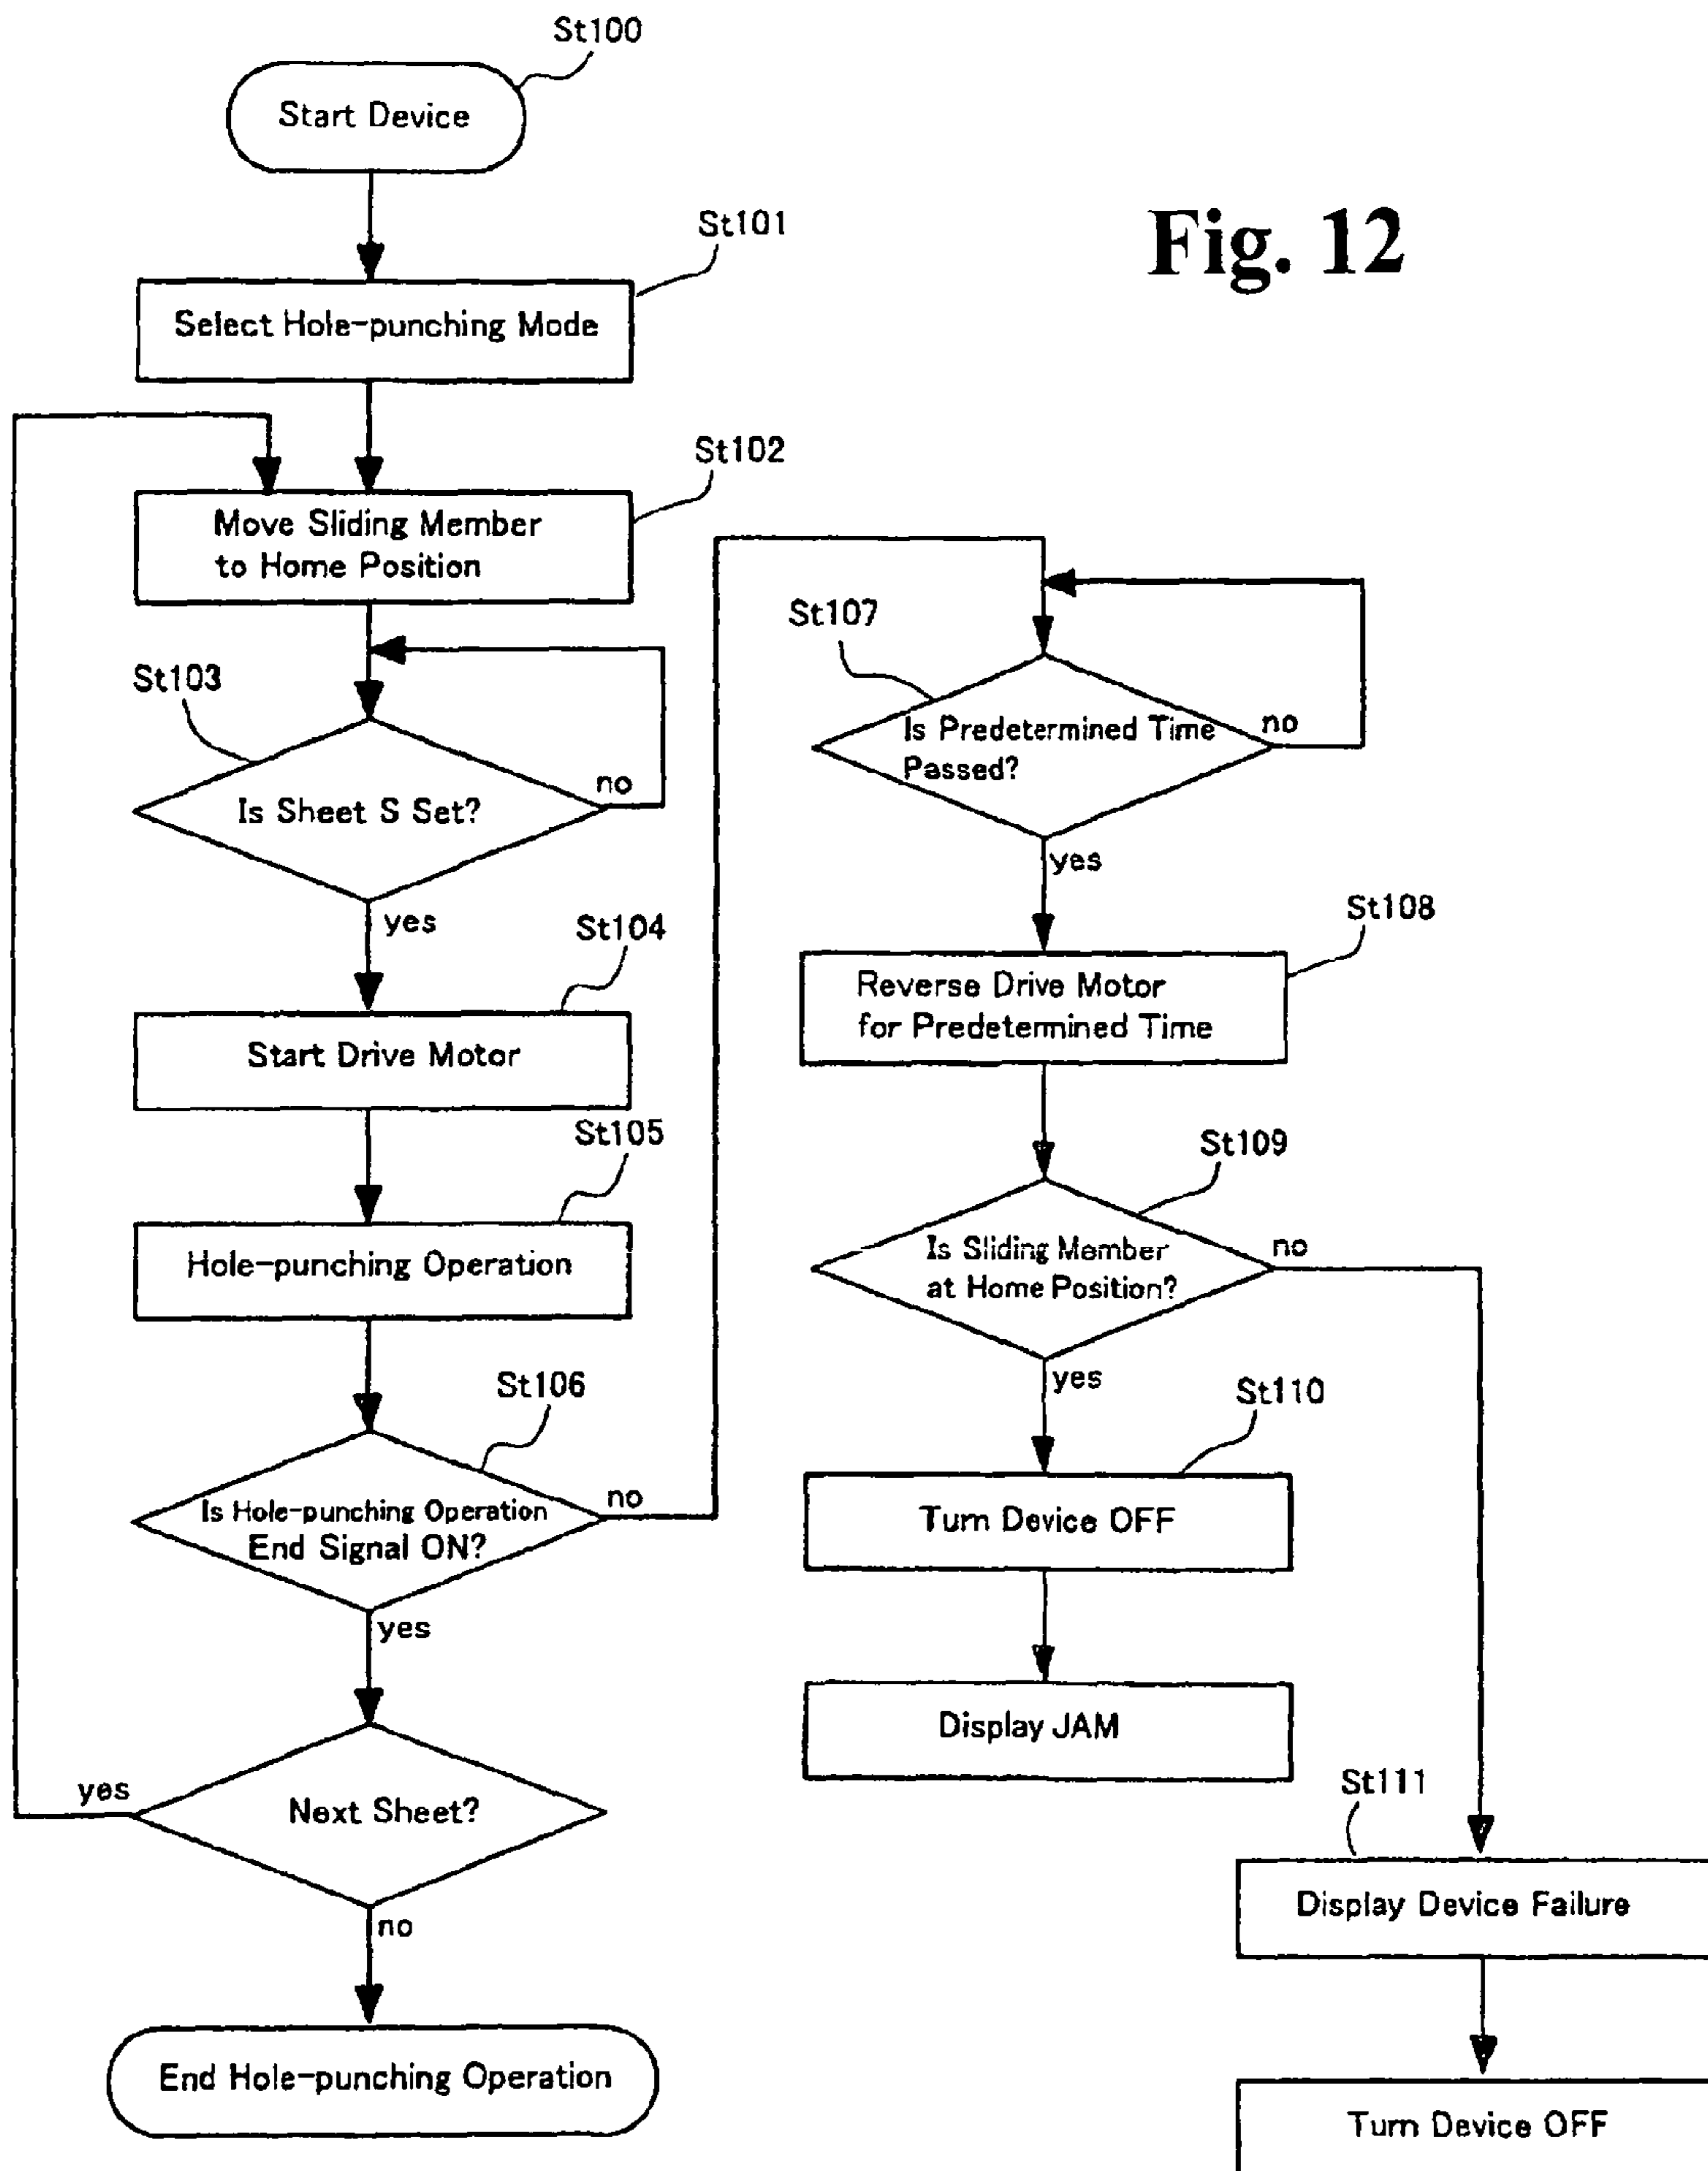 St100
Start Device
Fig. 12
St101
Select Hole-punching Mode
St102
Move Sliding Member
to Home Position
St103
Is Sheet S Set?
no
yes
St104
Start Drive Motor
St105
Hole-punching Operation
St106
Is Hole-punching Operation
End Signal ON?
no
yes
Next Sheet?
yes
no
End Hole-punching Operation
St107
Is Predetermined Time
Passed?
no
yes
St108
Reverse Drive Motor
for Predetermined Time
St109
Is Sliding Member
at Home Position?
no
yes
St110
Turn Device OFF
Display JAM
St111
Display Device Failure
Turn Device OFF